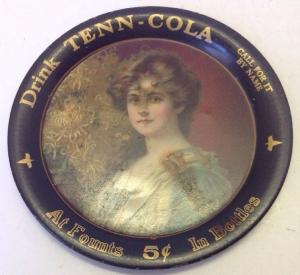 Drink TENN-COLA
CALL FOR IT
BY NAME
At Founts 5¢ In Bottles